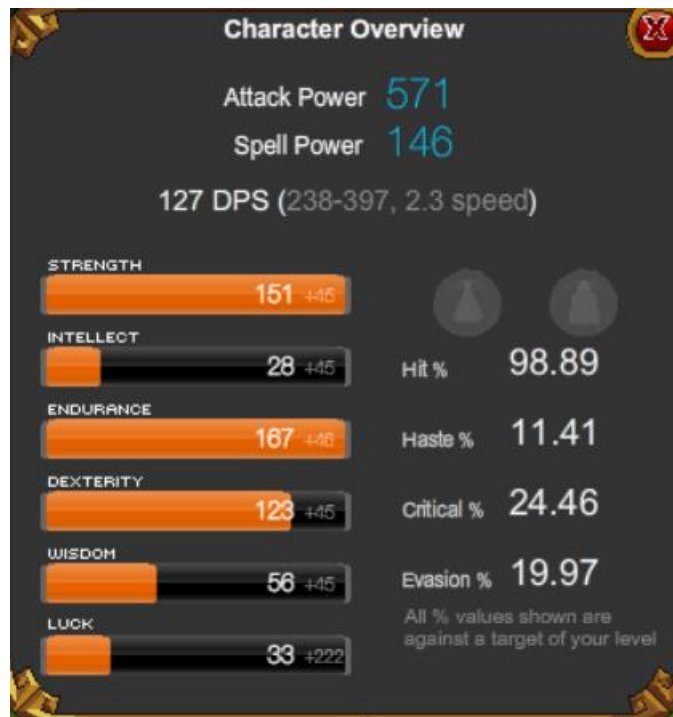 Character Overview
X
Attack Power 571
Spell Power 146
127 DPS (238-397, 2.3 speed)
STRENGTH
151 +45
INTELLECT
28 +45
ENDURANCE
167 +46
DEXTERITY
123 +45
WISDOM
56 +45
LUCK
33 +222
Hit % 98.89
Haste % 11.41
Critical % 24.46
Evasion % 19.97
All % values shown are
against a target of your level